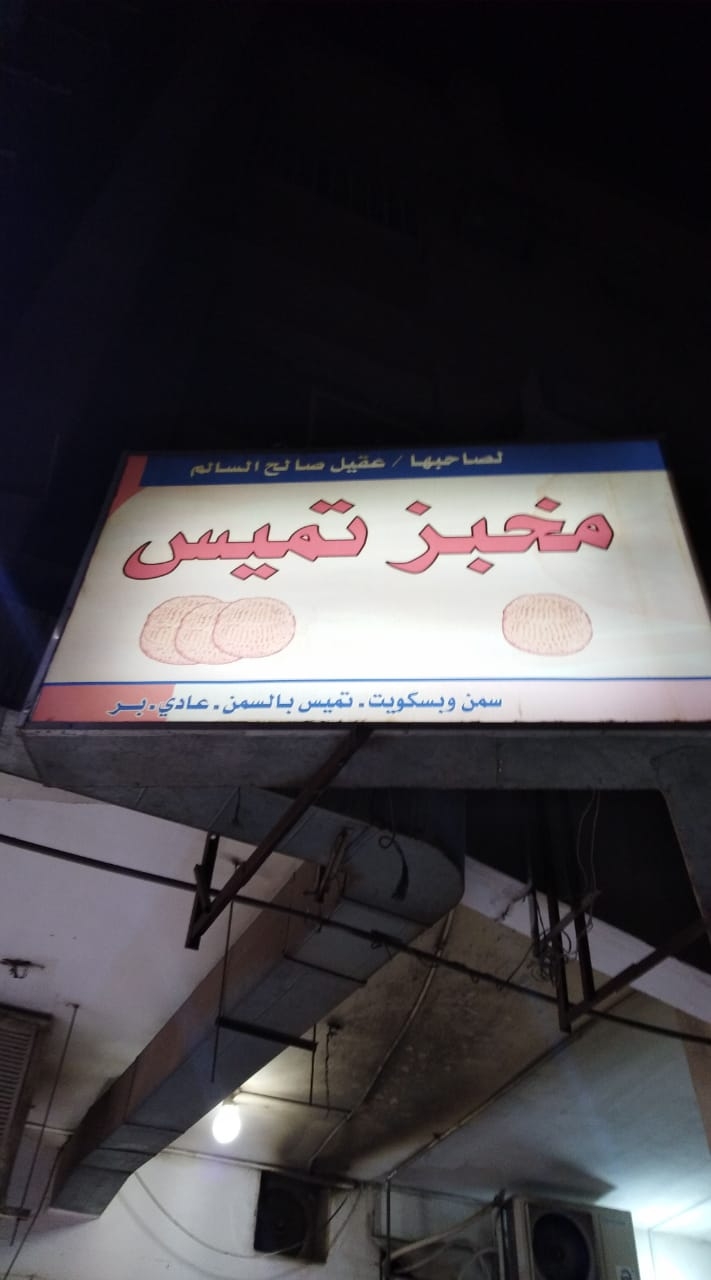 لصاحبها / عقيل صالح السالم
مخبز تميس
سمن وبسكويت - تميس بالسمن - عادي - بر